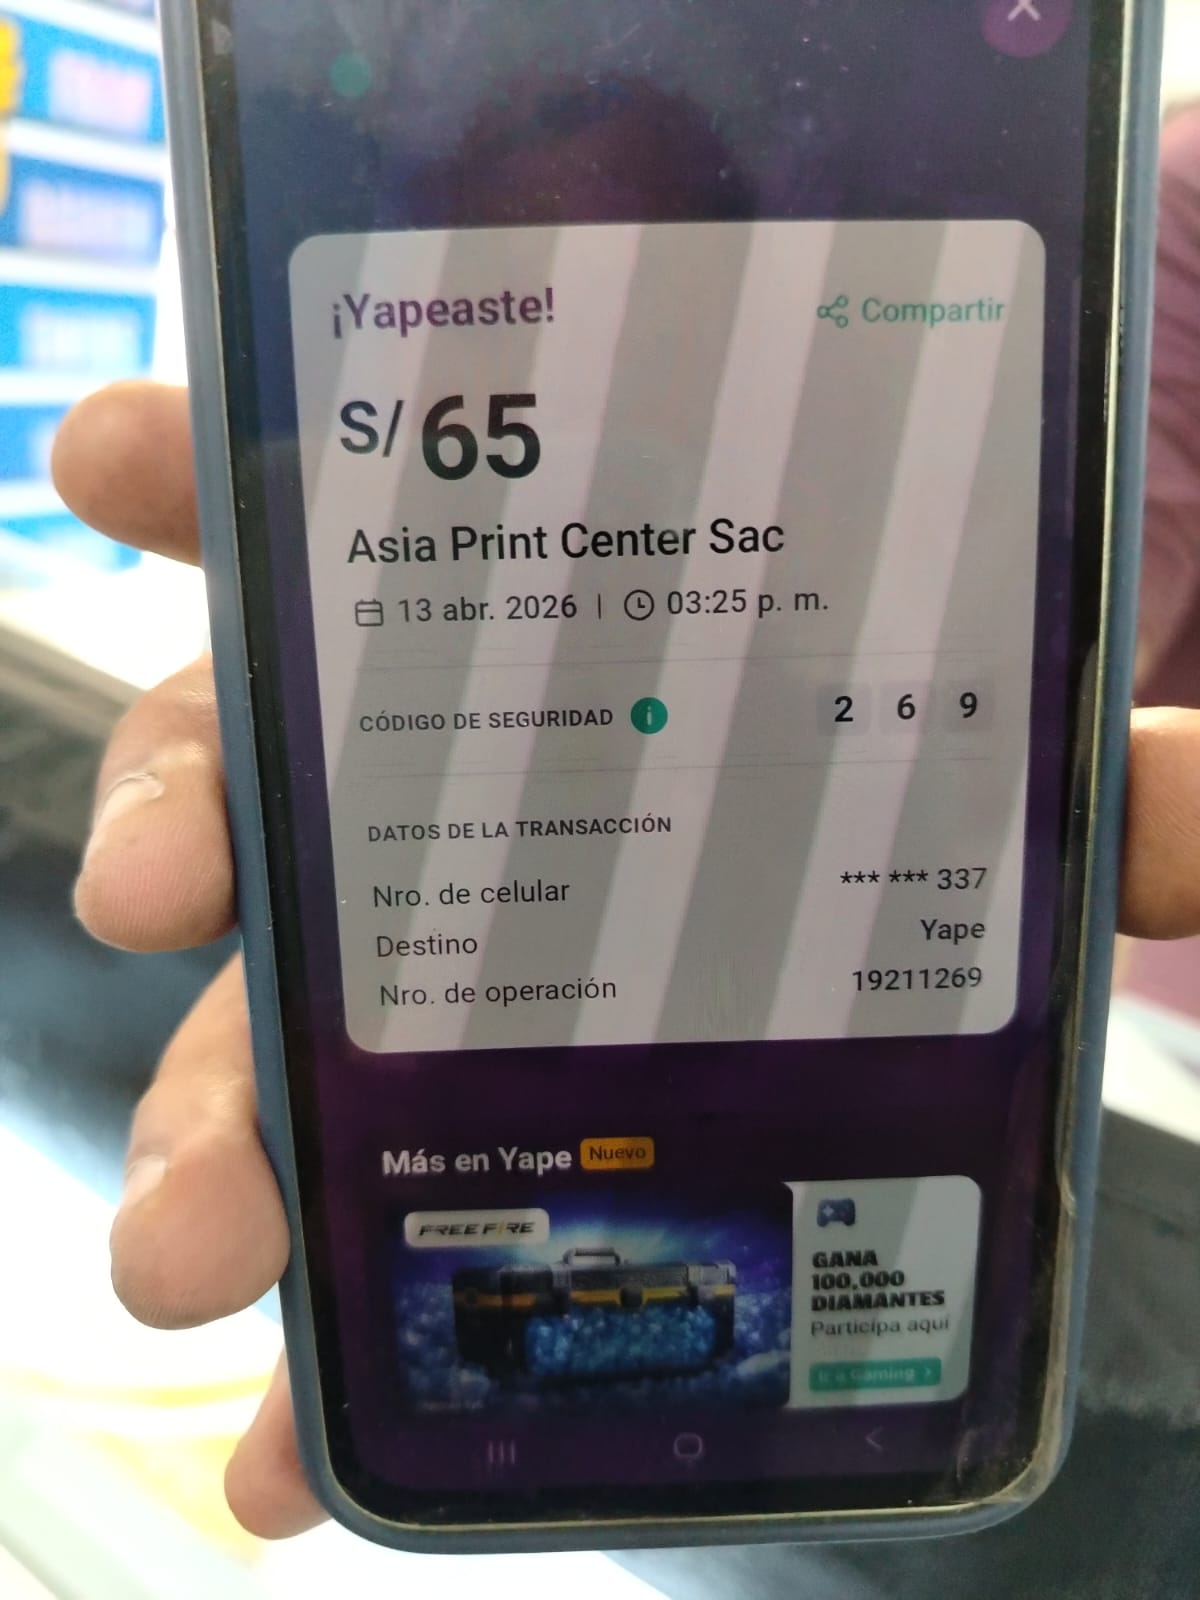 ¡Yapeaste!
Compartir
S/ 65
Asia Print Center Sac
13 abr. 2026 | 03:25 p. m.
CÓDIGO DE SEGURIDAD i 2 6 9
DATOS DE LA TRANSACCIÓN
Nro. de celular *** *** 337
Destino Yape
Nro. de operación 19211269
Más en Yape Nuevo
FREE FIRE
GANA
100,000
DIAMANTES
Participa aquí
Ir a Gaming >